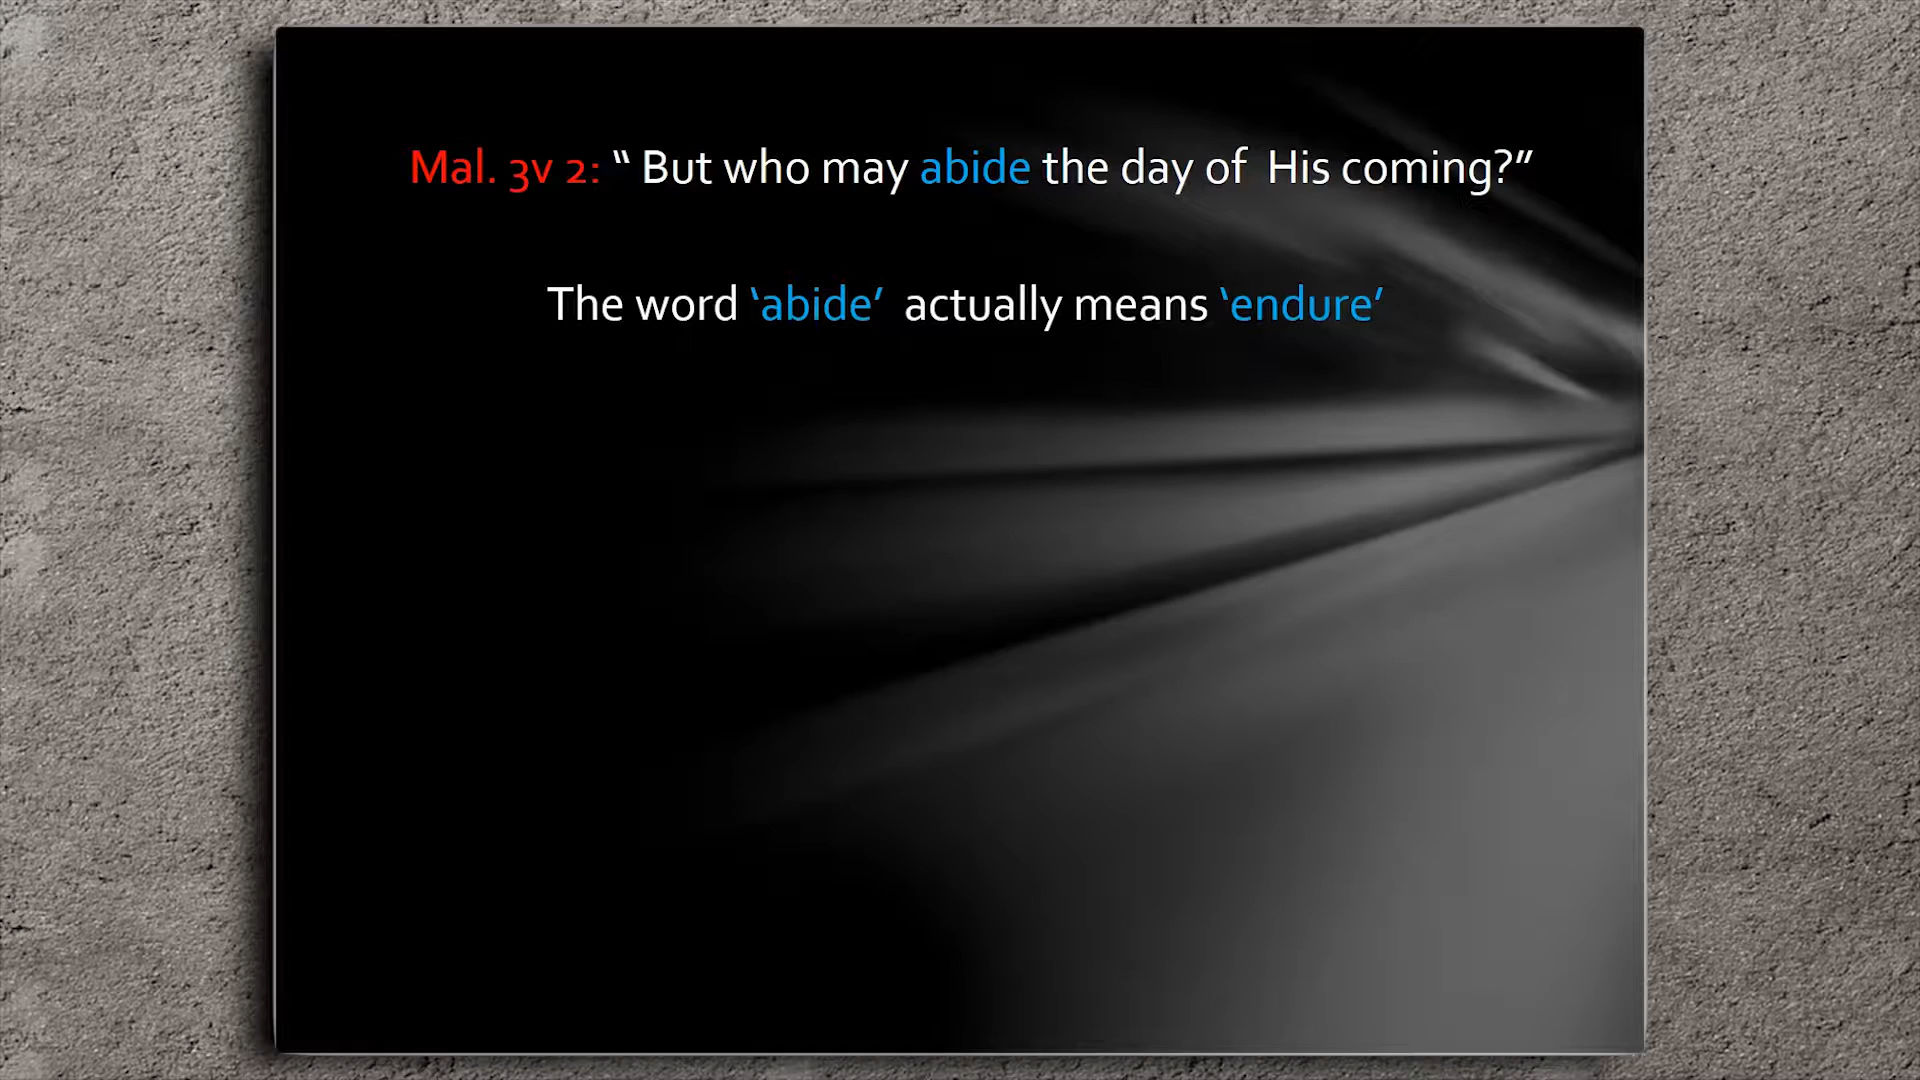 Mal. 3v 2: “ But who may abide the day of His coming?”
The word ‘abide’ actually means ‘endure’